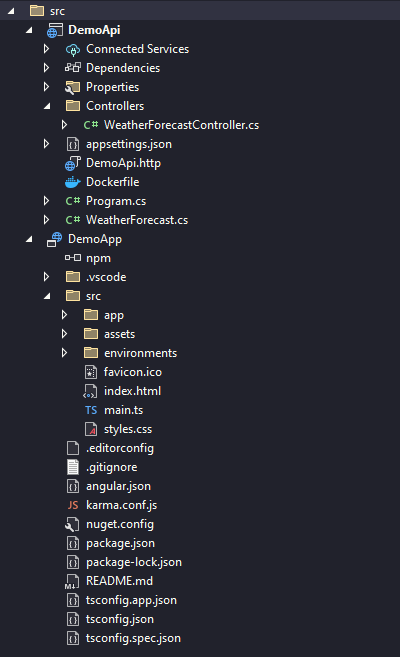 src
DemoApi
Connected Services
Dependencies
Properties
Controllers
C# WeatherForecastController.cs
appsettings.json
DemoApi.http
Dockerfile
C# Program.cs
C# WeatherForecast.cs
DemoApp
npm
.vscode
src
app
assets
environments
favicon.ico
index.html
TS main.ts
styles.css
.editorconfig
.gitignore
angular.json
JS karma.conf.js
nuget.config
package.json
package-lock.json
M README.md
tsconfig.app.json
tsconfig.json
tsconfig.spec.json